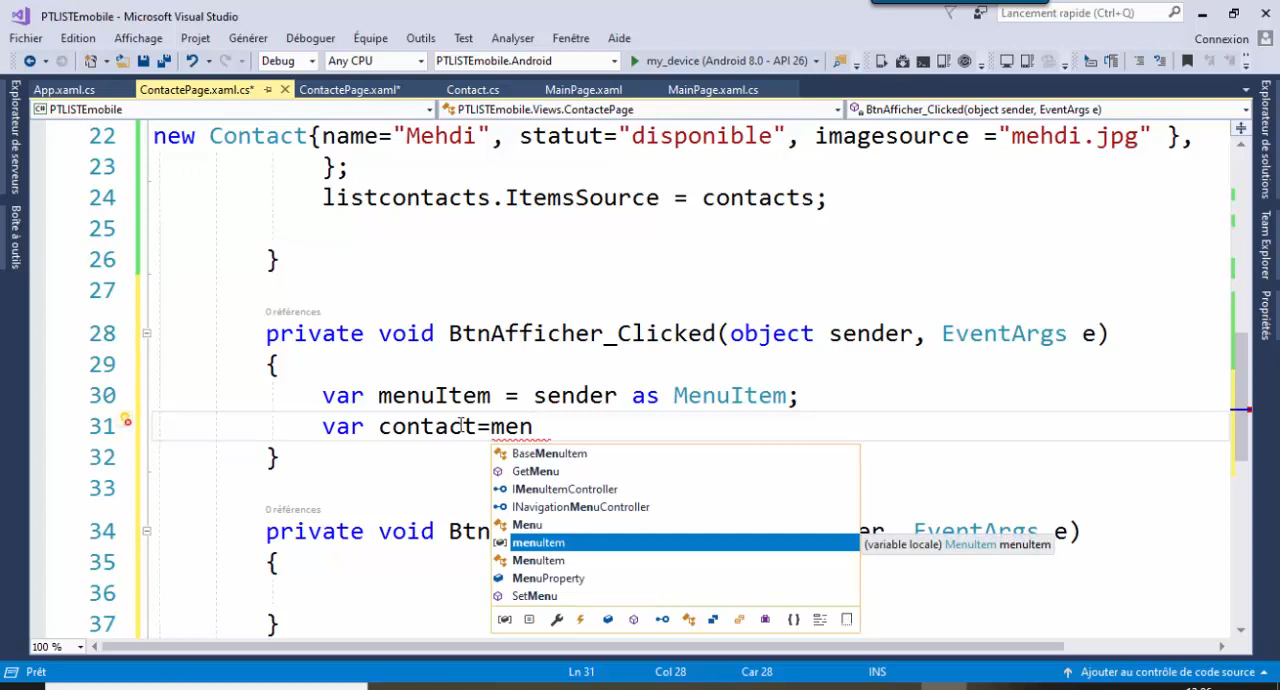 PTLISTEmobile - Microsoft Visual Studio
Lancement rapide (Ctrl+Q)
Fichier Edition Affichage Projet Générer Déboguer Équipe Outils Test Analyser Fenêtre Aide Connexion
Debug Any CPU PTLISTEmobile.Android my_device (Android 8.0 - API 26)
App.xaml.cs ContactePage.xaml.cs* ContactePage.xaml* Contact.cs MainPage.xaml MainPage.xaml.cs
PTLISTEmobile PTLISTEmobile.Views.ContactePage BtnAfficher_Clicked(object sender, EventArgs e)
Explorateur de serveurs
Boîte à outils
Explorateur de solutions
Team Explorer
Propriétés
22 new Contact{name="Mehdi", statut="disponible", imagesource ="mehdi.jpg" },
23 };
24 listcontacts.ItemsSource = contacts;
25
26 }
27
0 références
28 private void BtnAfficher_Clicked(object sender, EventArgs e)
29 {
30 var menuItem = sender as MenuItem;
31 var contact=men
32 }
33
0 références
34 private void Btn er, EventArgs e)
35 {
36
37 }
BaseMenuItem
GetMenu
IMenuItemController
INavigationMenuController
Menu
menuItem
MenuItem
MenuProperty
SetMenu
(variable locale) MenuItem menuItem
100 %
Prêt Ln 31 Col 28 Car 28 INS Ajouter au contrôle de code source